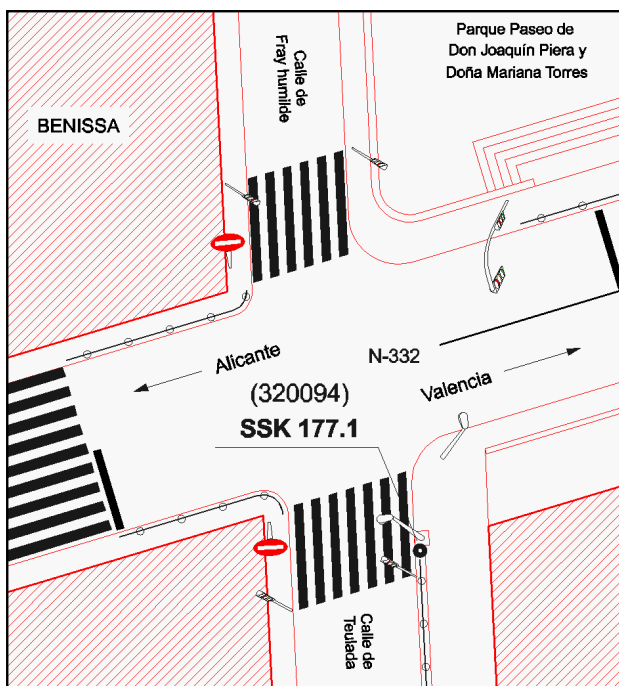 Parque Paseo de
Don Joaquín Piera y
Doña Mariana Torres
Calle de
Fray humilde
BENISSA
Alicante
N-332
Valencia
(320094)
SSK 177.1
Calle de
Teulada